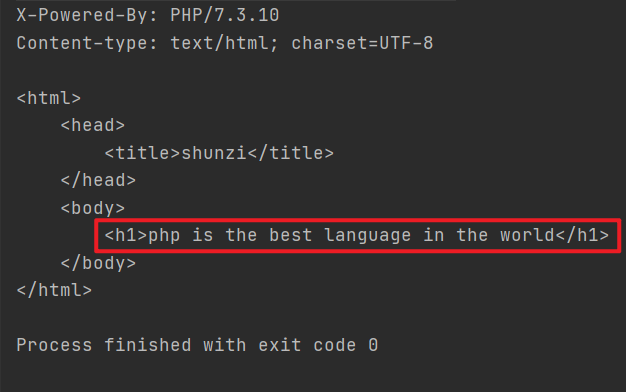 X-Powered-By: PHP/7.3.10
Content-type: text/html; charset=UTF-8
<html>
<head>
<title>shunzi</title>
</head>
<body>
<h1>php is the best language in the world</h1>
</body>
</html>
Process finished with exit code 0